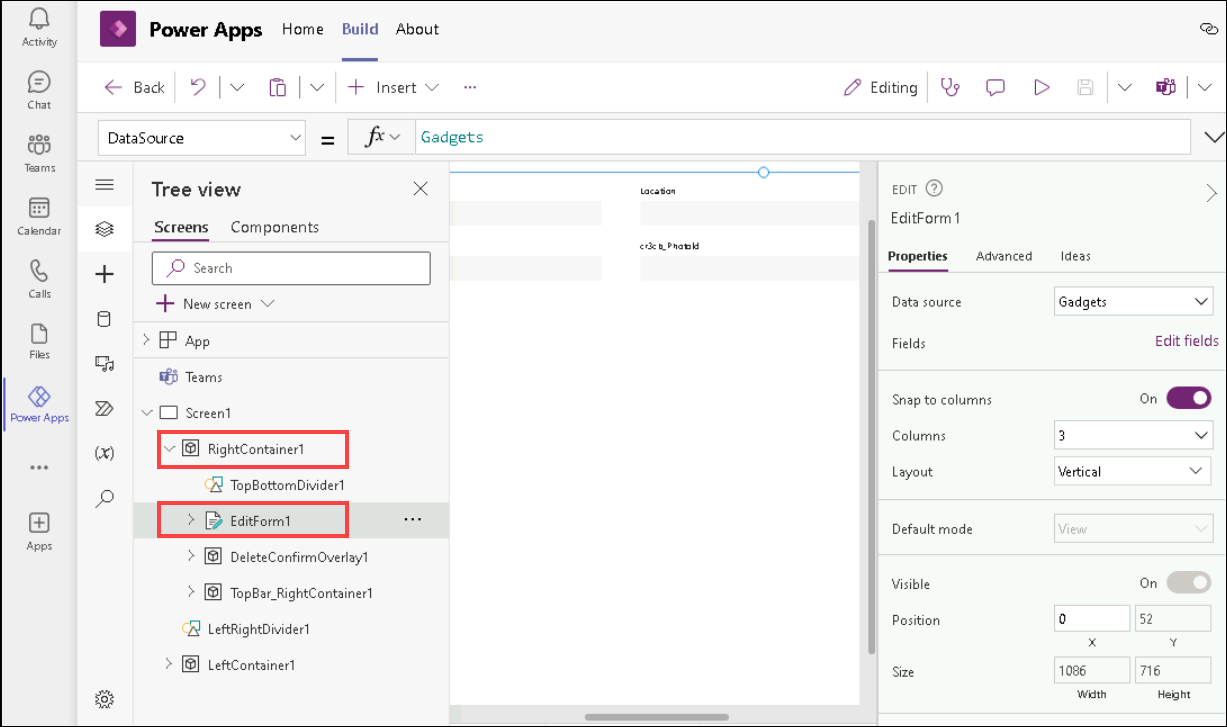 Activity
Chat
Teams
Calendar
Calls
Files
Power Apps
Apps
Power Apps Home Build About
Back Insert Editing
DataSource = fx Gadgets
Tree view
Screens Components
Search
New screen
App
Teams
Screen1
RightContainer1
TopBottomDivider1
EditForm1
DeleteConfirmOverlay1
TopBar_RightContainer1
LeftRightDivider1
LeftContainer1
(x)
Location
cr3cb_PhotoId
EDIT ?
EditForm1
Properties Advanced Ideas
Data source Gadgets
Fields Edit fields
Snap to columns On
Columns 3
Layout Vertical
Default mode View
Visible On
Position 0 52
X Y
Size 1086 716
Width Height